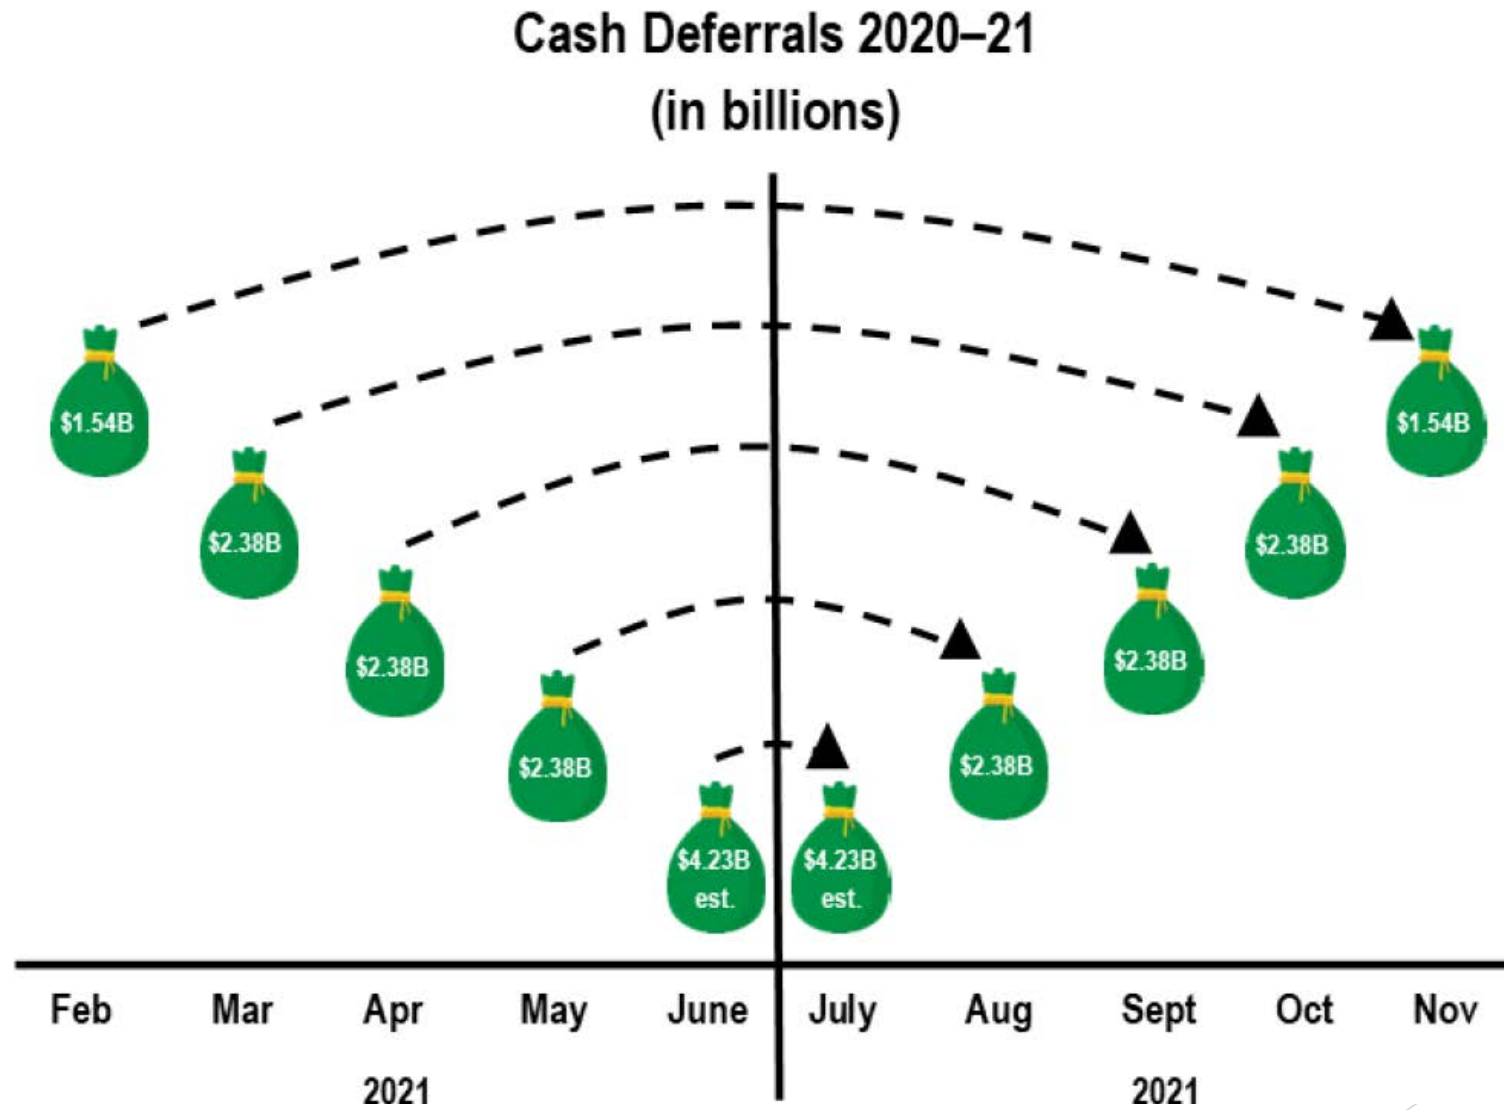 Cash Deferrals 2020–21
(in billions)
$1.54B
$1.54B
$2.38B
$2.38B
$2.38B
$2.38B
$2.38B
$2.38B
$4.23B
est.
$4.23B
est.
Feb Mar Apr May June July Aug Sept Oct Nov
2021 2021